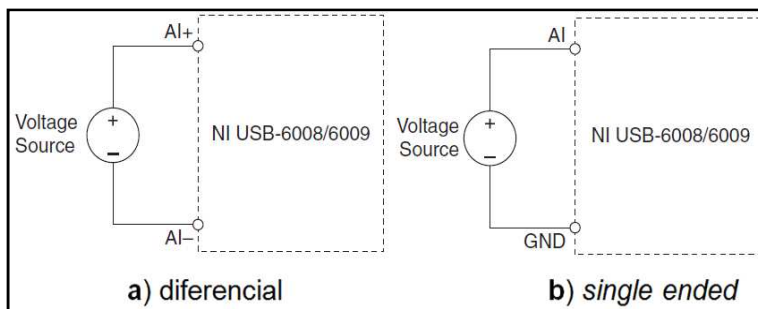 AI+
Voltage
Source
+
–
NI USB-6008/6009
AI–
a) diferencial
AI
Voltage
Source
+
–
NI USB-6008/6009
GND
b) single ended